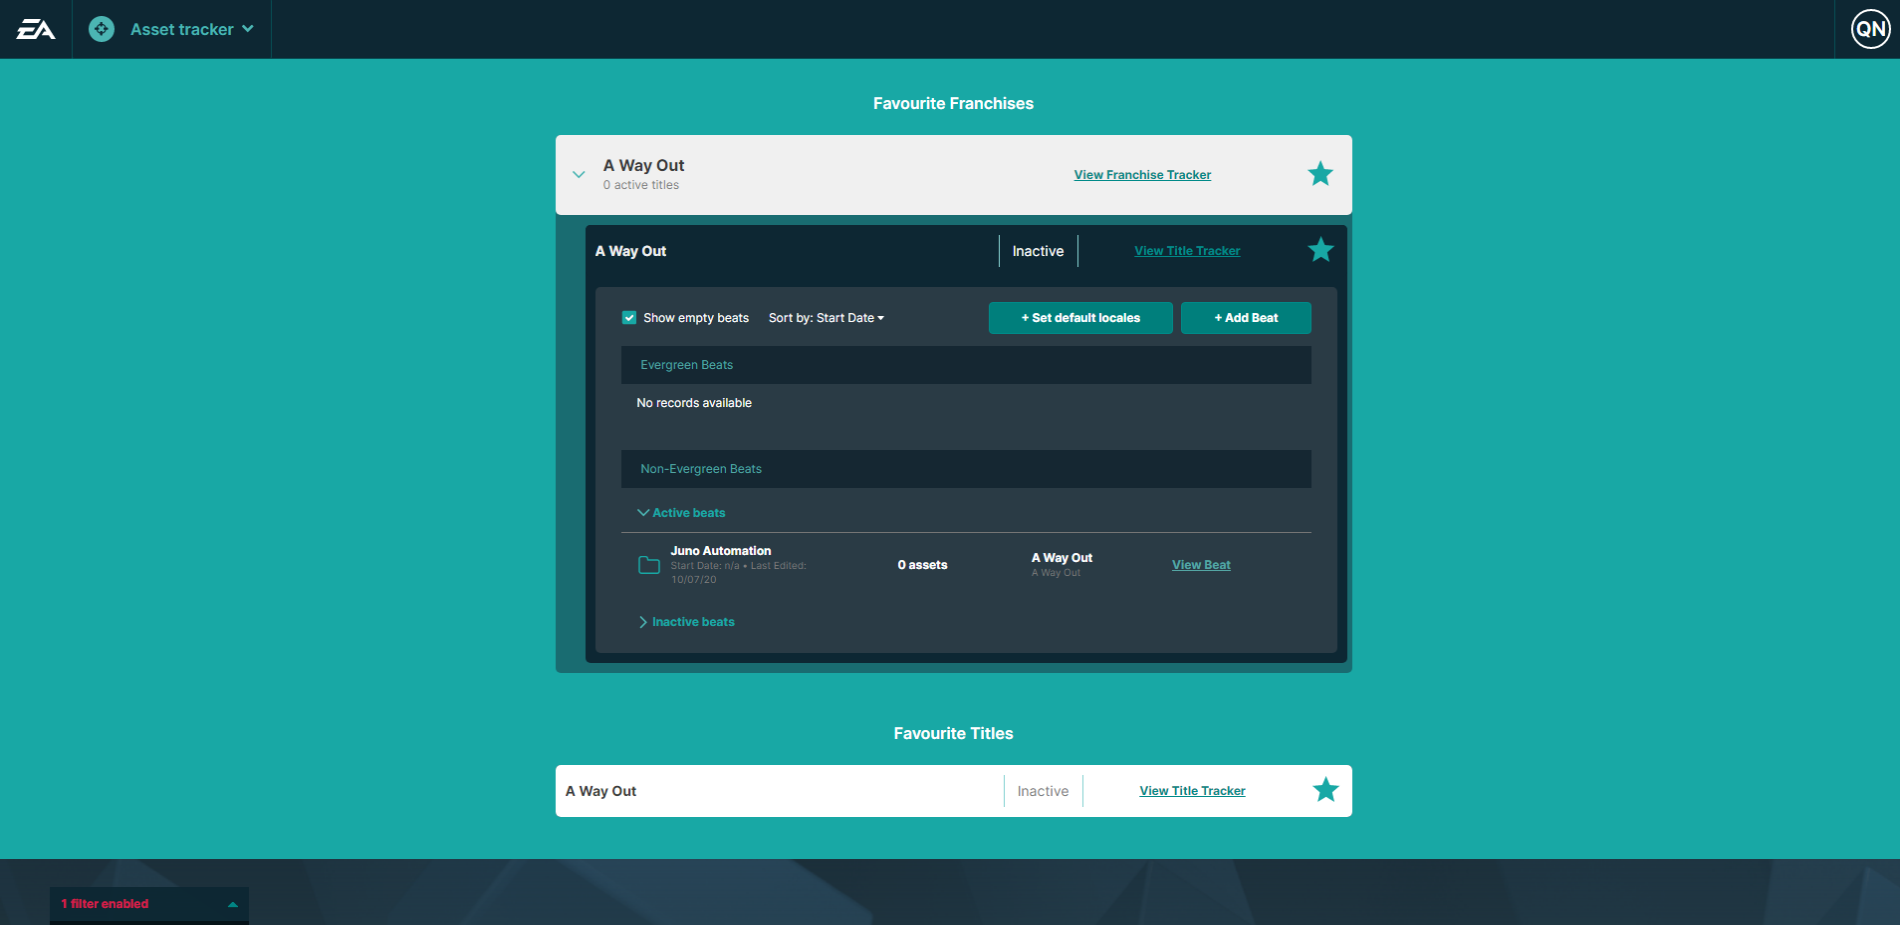 EA
Asset tracker
QN
Favourite Franchises
A Way Out
0 active titles
View Franchise Tracker
A Way Out
Inactive
View Title Tracker
Show empty beats
Sort by: Start Date
+ Set default locales
+ Add Beat
Evergreen Beats
No records available
Non-Evergreen Beats
Active beats
Juno Automation
Start Date: n/a • Last Edited:
10/07/20
0 assets
A Way Out
A Way Out
View Beat
Inactive beats
Favourite Titles
A Way Out
Inactive
View Title Tracker
1 filter enabled